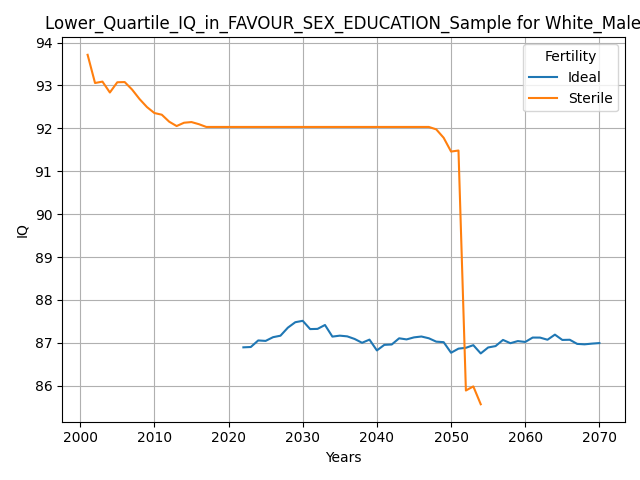 Lower_Quartile_IQ_in_FAVOUR_SEX_EDUCATION_Sample for White_Male
94
93
92
91
90
89
88
87
86
IQ
Fertility
Ideal
Sterile
2000 2010 2020 2030 2040 2050 2060 2070
Years